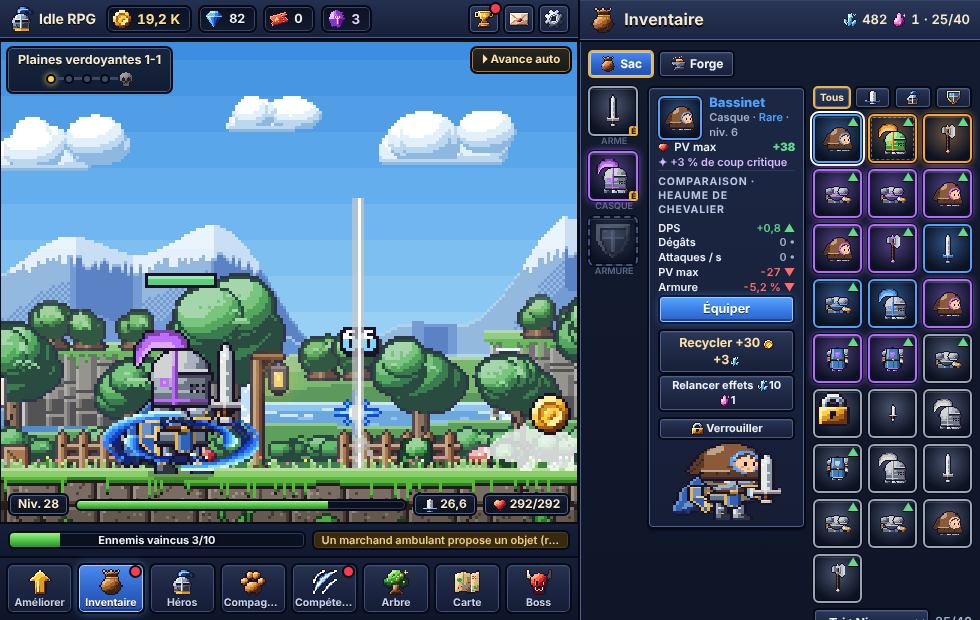 Idle RPG
19,2 K
82
0
3
Inventaire
482
1 · 25/40
Plaines verdoyantes 1-1
Avance auto
Sac
Forge
ARME
E
CASQUE
E
ARMURE
Bassinet
Casque · Rare ·
niv. 6
PV max +38
+3 % de coup critique
COMPARAISON ·
HEAUME DE
CHEVALIER
DPS +0,8 ▲
Dégâts 0 •
Attaques / s 0 •
PV max -27 ▼
Armure -5,2 % ▼
Équiper
Recycler +30
+3
Relancer effets 10
1
Verrouiller
Tous
Niv. 28
26,6
292/292
Ennemis vaincus 3/10
Un marchand ambulant propose un objet (r...
Améliorer
Inventaire
Héros
Compag...
Compéte...
Arbre
Carte
Boss